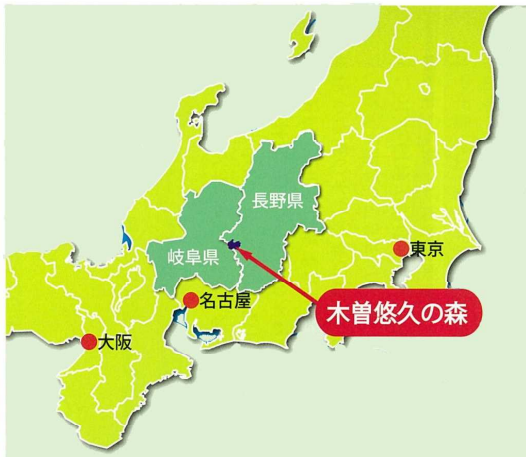 長野県
岐阜県
東京
名古屋
木曽悠久の森
大阪